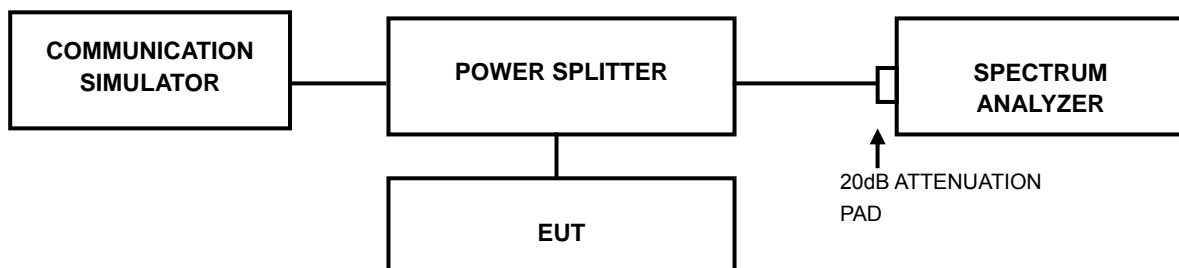 COMMUNICATION
SIMULATOR
POWER SPLITTER
SPECTRUM
ANALYZER
20dB ATTENUATION
PAD
EUT